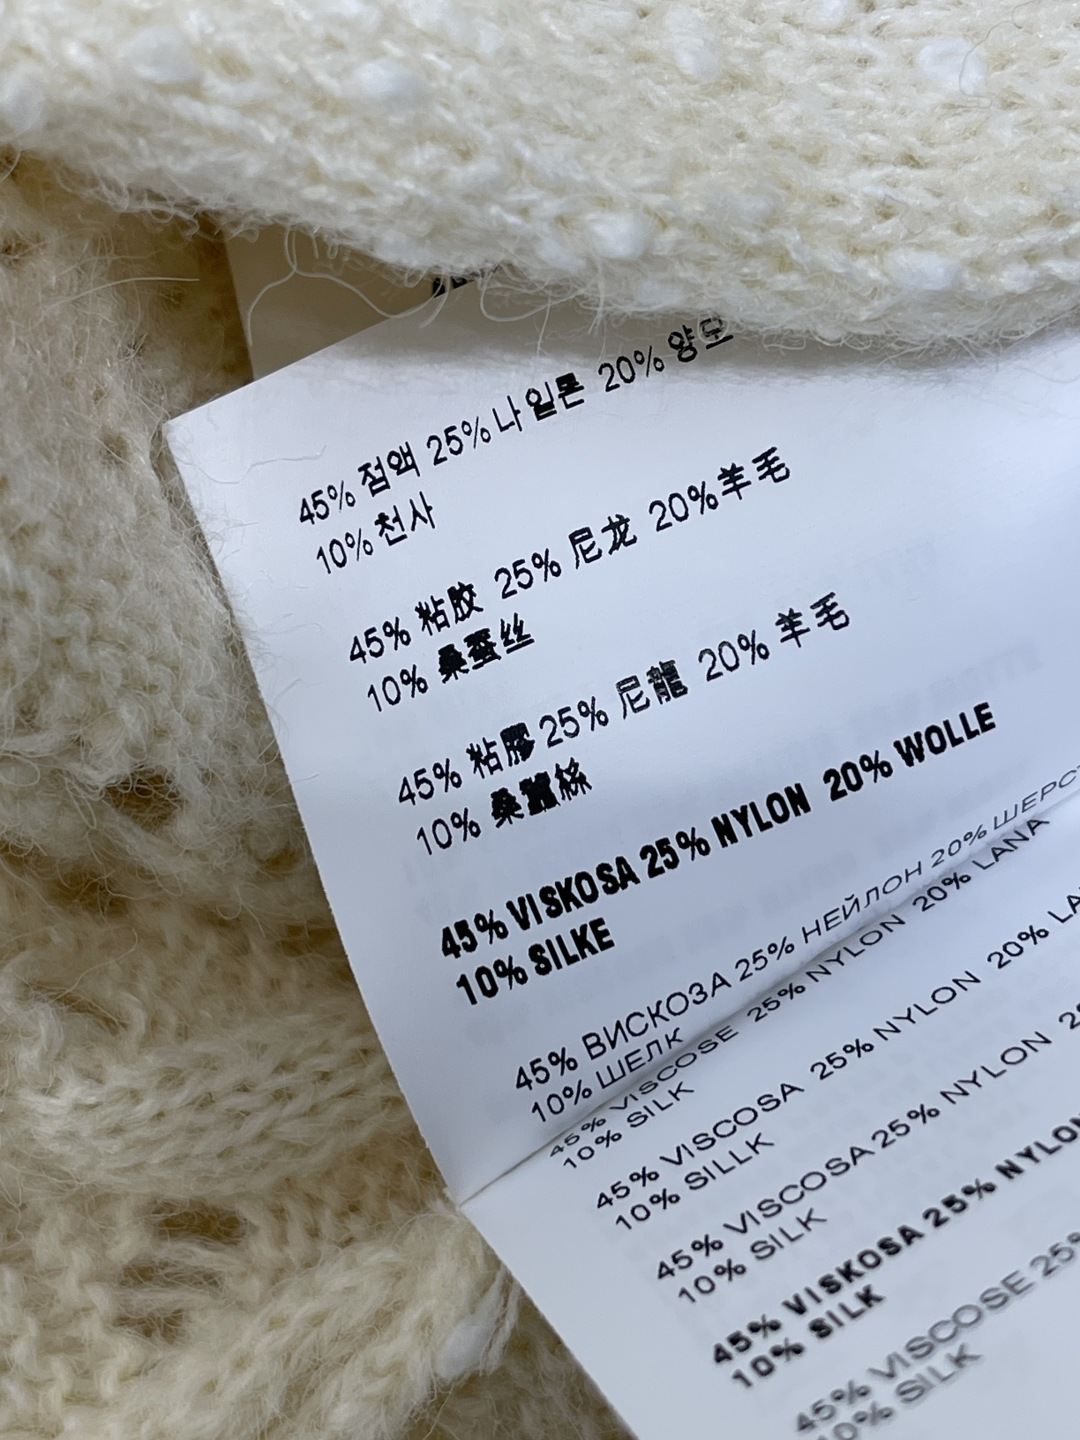 45% 점액 25% 나일론 20% 양모
10% 천사
45% 粘胶 25% 尼龙 20% 羊毛
10% 桑蚕丝
45% 粘膠 25% 尼龍 20% 羊毛
10% 桑蠶絲
45% VISKOSA 25% NYLON 20% WOLLE
10% SILKE
45% ВИСКОЗА 25% НЕЙЛОН 20%
10% ШЕЛК
45% VISCOSE 25% NYLON 20% LANA
10% SILK
45% VISCOSA 25% NYLON 20%
10% SILLK
45% VISCOSA 25% NYLON
10% SILK
45% VISKOSA 25% NYLON
10% SILK
45% VISCOSE 25%
10% SILK